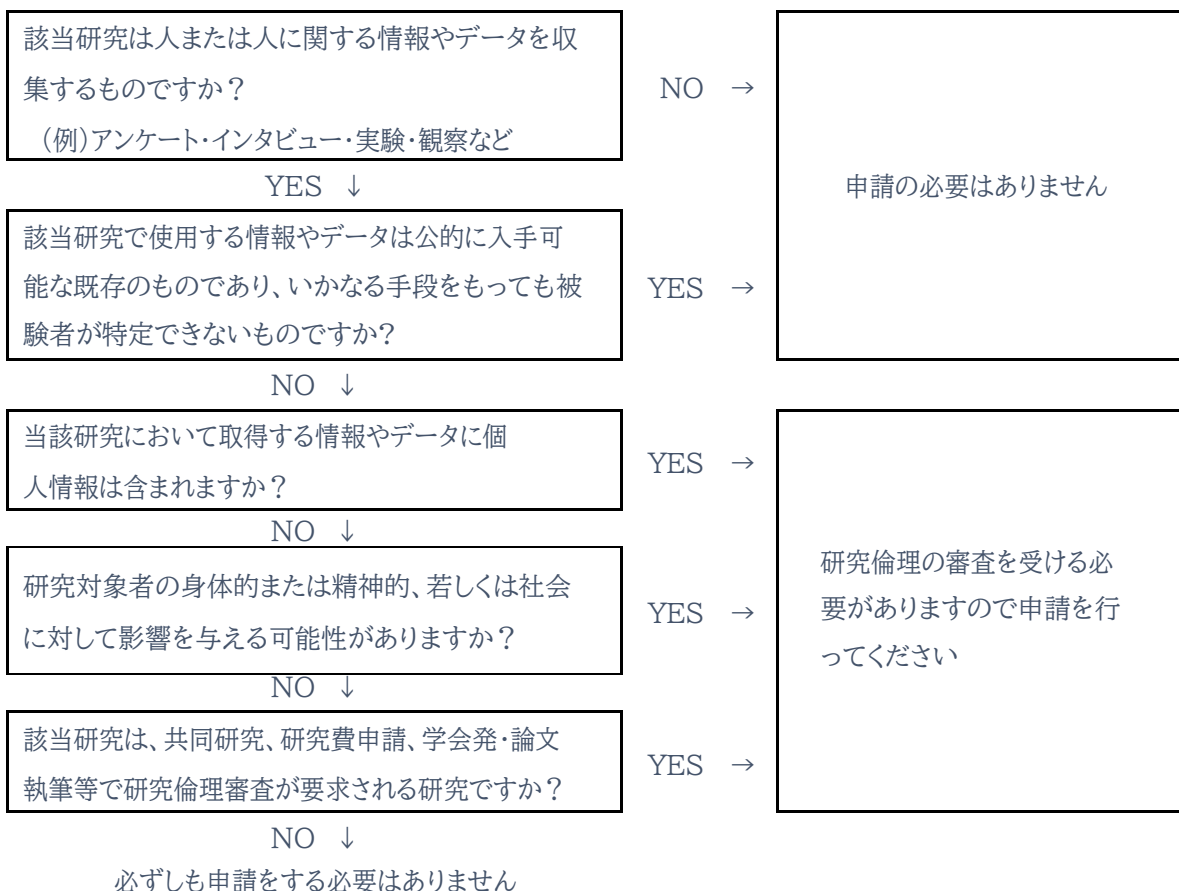 該当研究は人または人に関する情報やデータを収
集するものですか？
（例）アンケート・インタビュー・実験・観察など
NO →
申請の必要はありません
YES ↓
該当研究で使用する情報やデータは公的に入手可
能な既存のものであり、いかなる手段をもっても被
験者が特定できないものですか？
YES →
NO ↓
当該研究において取得する情報やデータに個
人情報は含まれますか？
YES →
NO ↓
研究対象者の身体的または精神的、若しくは社会
に対して影響を与える可能性がありますか？
YES →
研究倫理の審査を受ける必
要がありますので申請を行
ってください
NO ↓
該当研究は、共同研究、研究費申請、学会発・論文
執筆等で研究倫理審査が要求される研究ですか？
YES →
NO ↓
必ずしも申請をする必要はありません